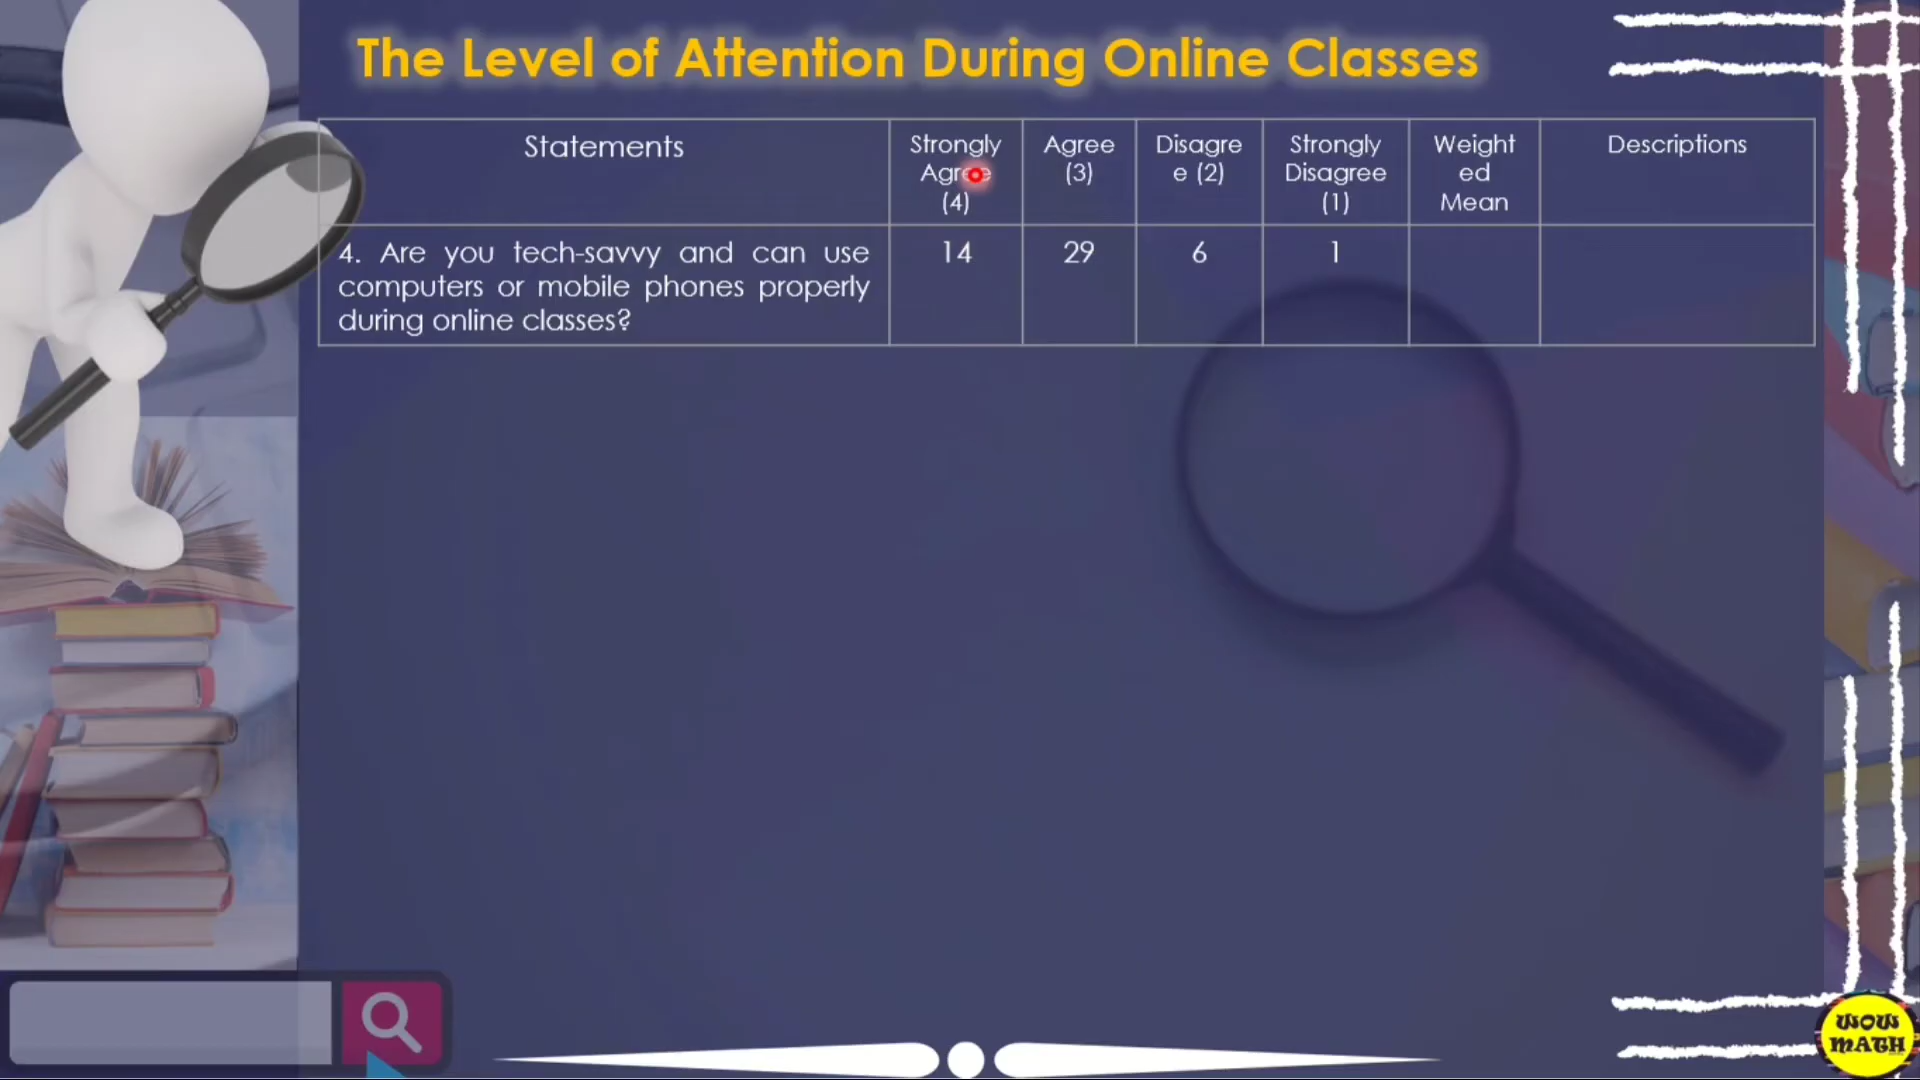 The Level of Attention During Online Classes
Statements
Strongly
Agree
(4)
Agree
(3)
Disagre
e (2)
Strongly
Disagree
(1)
Weight
ed
Mean
Descriptions
4. Are you tech-savvy and can use
computers or mobile phones properly
during online classes?
14
29
6
1
WOW
MATH